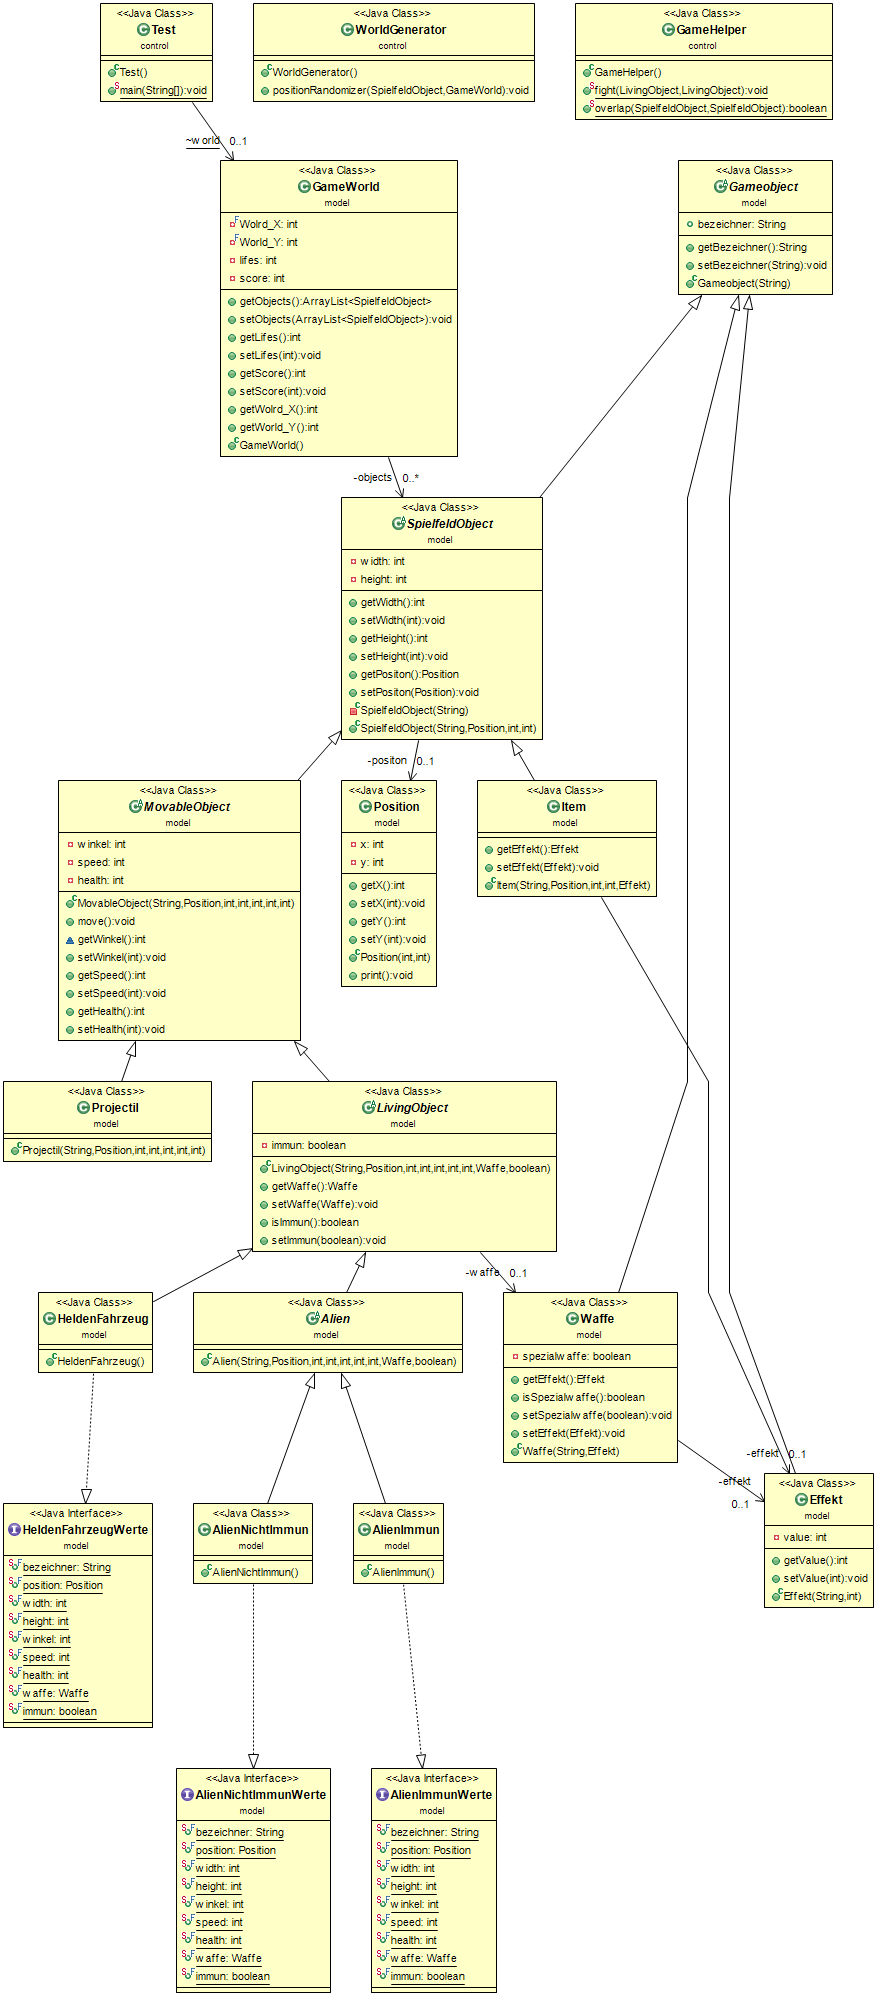 <<Java Class>>
Test
control
Test()
main(String[]):void
<<Java Class>>
WorldGenerator
control
WorldGenerator()
positionRandomizer(SpielfeldObject,GameWorld):void
<<Java Class>>
GameHelper
control
GameHelper()
fight(LivingObject,LivingObject):void
overlap(SpielfeldObject,SpielfeldObject):boolean
~world 0..1
<<Java Class>>
GameWorld
model
Wolrd_X: int
World_Y: int
lifes: int
score: int
getObjects():ArrayList<SpielfeldObject>
setObjects(ArrayList<SpielfeldObject>):void
getLifes():int
setLifes(int):void
getScore():int
setScore(int):void
getWolrd_X():int
getWorld_Y():int
GameWorld()
<<Java Class>>
Gameobject
model
bezeichner: String
getBezeichner():String
setBezeichner(String):void
Gameobject(String)
-objects 0..*
<<Java Class>>
SpielfeldObject
model
width: int
height: int
getWidth():int
setWidth(int):void
getHeight():int
setHeight(int):void
getPositon():Position
setPositon(Position):void
SpielfeldObject(String)
SpielfeldObject(String,Position,int,int)
-positon 0..1
<<Java Class>>
MovableObject
model
winkel: int
speed: int
health: int
MovableObject(String,Position,int,int,int,int,int)
move():void
getWinkel():int
setWinkel(int):void
getSpeed():int
setSpeed(int):void
getHealth():int
setHealth(int):void
<<Java Class>>
Position
model
x: int
y: int
getX():int
setX(int):void
getY():int
setY(int):void
Position(int,int)
print():void
<<Java Class>>
Item
model
getEffekt():Effekt
setEffekt(Effekt):void
Item(String,Position,int,int,Effekt)
<<Java Class>>
Projectil
model
Projectil(String,Position,int,int,int,int,int)
<<Java Class>>
LivingObject
model
immun: boolean
LivingObject(String,Position,int,int,int,int,int,Waffe,boolean)
getWaffe():Waffe
setWaffe(Waffe):void
isImmun():boolean
setImmun(boolean):void
-waffe 0..1
<<Java Class>>
HeldenFahrzeug
model
HeldenFahrzeug()
<<Java Class>>
Alien
model
Alien(String,Position,int,int,int,int,int,Waffe,boolean)
<<Java Class>>
Waffe
model
spezialwaffe: boolean
getEffekt():Effekt
isSpezialwaffe():boolean
setSpezialwaffe(boolean):void
setEffekt(Effekt):void
Waffe(String,Effekt)
-effekt 0..1
-effekt
0..1
<<Java Class>>
Effekt
model
value: int
getValue():int
setValue(int):void
Effekt(String,int)
<<Java Interface>>
HeldenFahrzeugWerte
model
bezeichner: String
position: Position
width: int
height: int
winkel: int
speed: int
health: int
waffe: Waffe
immun: boolean
<<Java Class>>
AlienNichtImmun
model
AlienNichtImmun()
<<Java Class>>
AlienImmun
model
AlienImmun()
<<Java Interface>>
AlienNichtImmunWerte
model
bezeichner: String
position: Position
width: int
height: int
winkel: int
speed: int
health: int
waffe: Waffe
immun: boolean
<<Java Interface>>
AlienImmunWerte
model
bezeichner: String
position: Position
width: int
height: int
winkel: int
speed: int
health: int
waffe: Waffe
immun: boolean